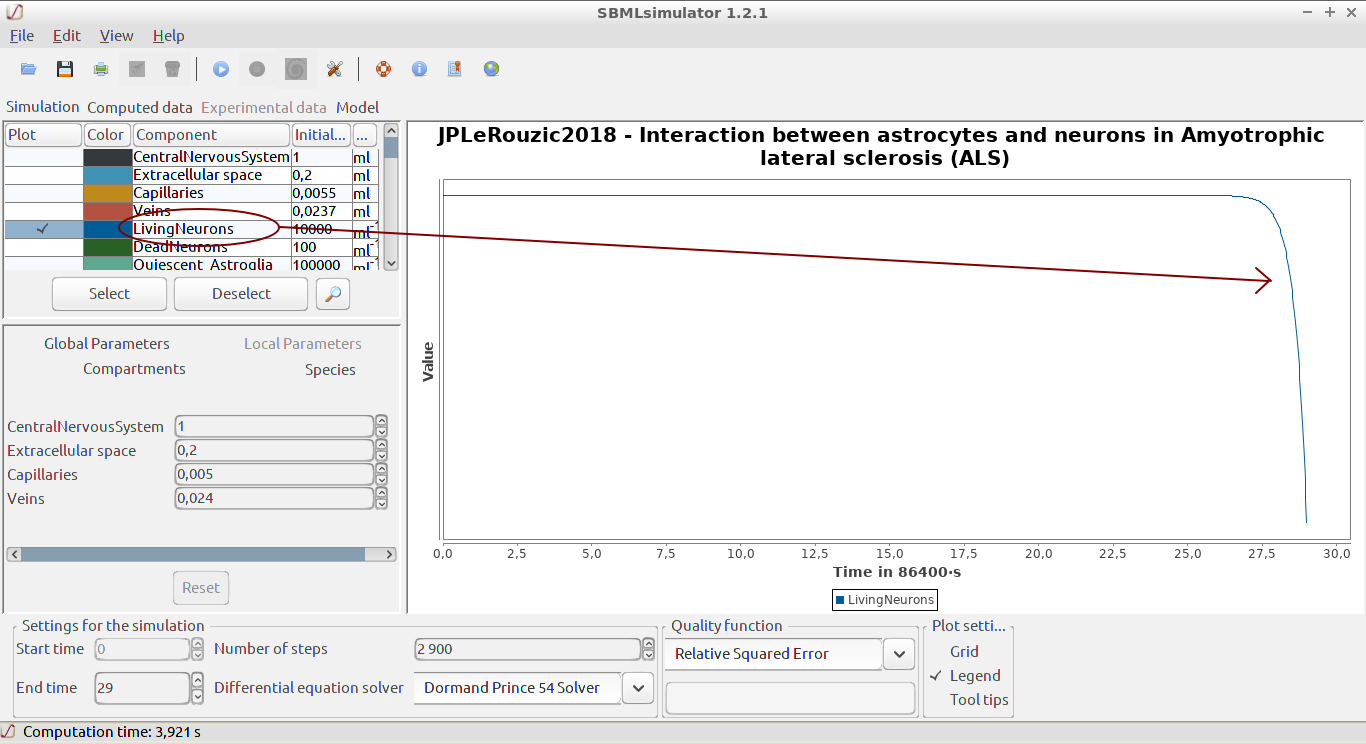 SBMLsimulator 1.2.1
File Edit View Help
Simulation Computed data Experimental data Model
Plot Color Component Initial... ...
CentralNervousSystem 1 ml
Extracellular space 0,2 ml
Capillaries 0,0055 ml
Veins 0,0237 ml
LivingNeurons 10000 ml⁻¹
DeadNeurons 100 ml⁻¹
Quiescent_Astroglia 100000 ml⁻¹
Select Deselect
Global Parameters Local Parameters
Compartments Species
CentralNervousSystem 1
Extracellular space 0,2
Capillaries 0,005
Veins 0,024
Reset
JPLeRouzic2018 - Interaction between astrocytes and neurons in Amyotrophic
lateral sclerosis (ALS)
Value
0,0 2,5 5,0 7,5 10,0 12,5 15,0 17,5 20,0 22,5 25,0 27,5 30,0
Time in 86400·s
LivingNeurons
Settings for the simulation
Start time 0 Number of steps 2 900
End time 29 Differential equation solver Dormand Prince 54 Solver
Quality function
Relative Squared Error
Plot setti...
Grid
Legend
Tool tips
Computation time: 3,921 s